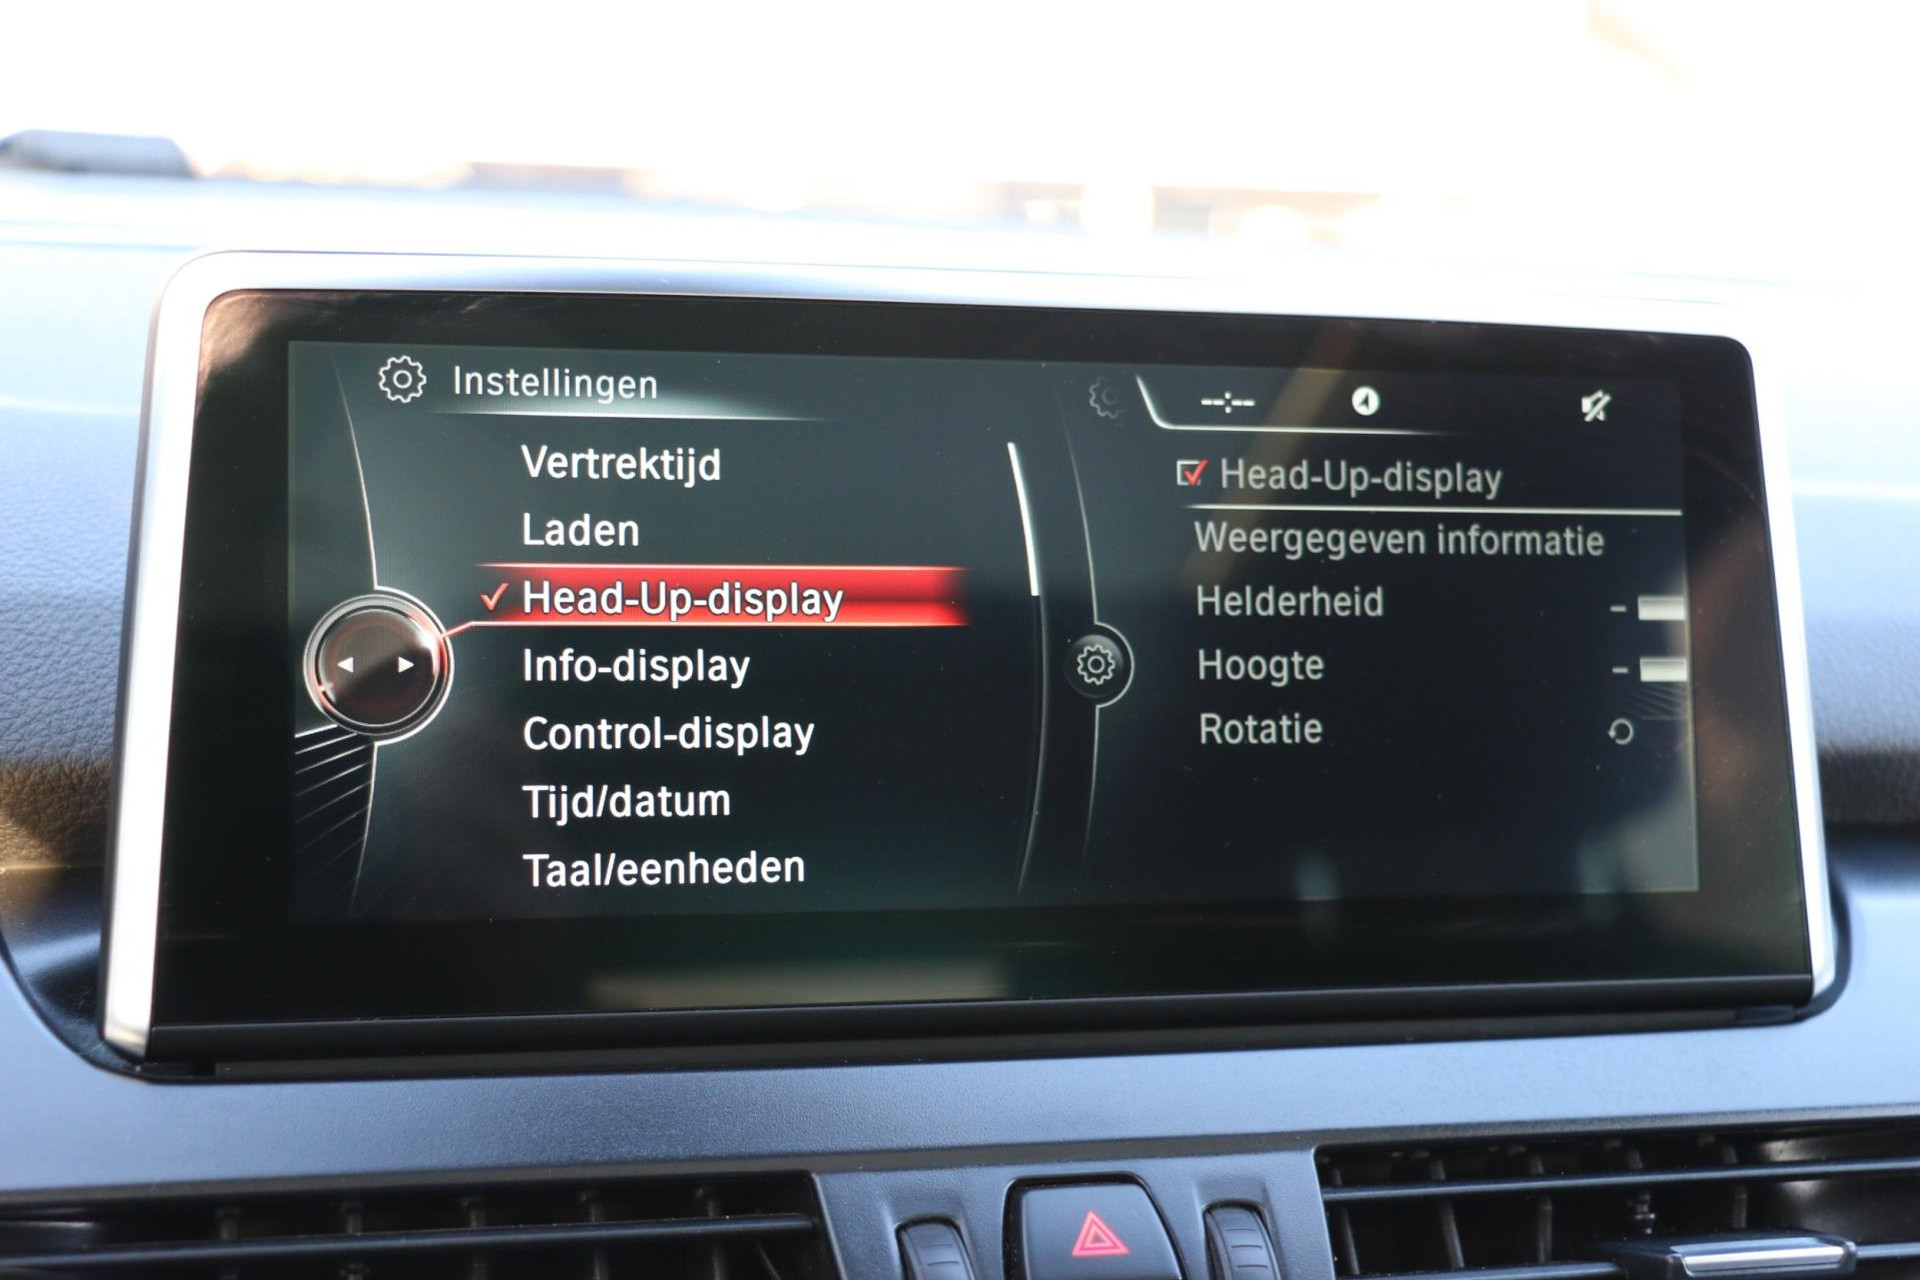 Instellingen
Vertrektijd
Laden
Head-Up-display
Info-display
Control-display
Tijd/datum
Taal/eenheden
--:--
Head-Up-display
Weergegeven informatie
Helderheid
Hoogte
Rotatie